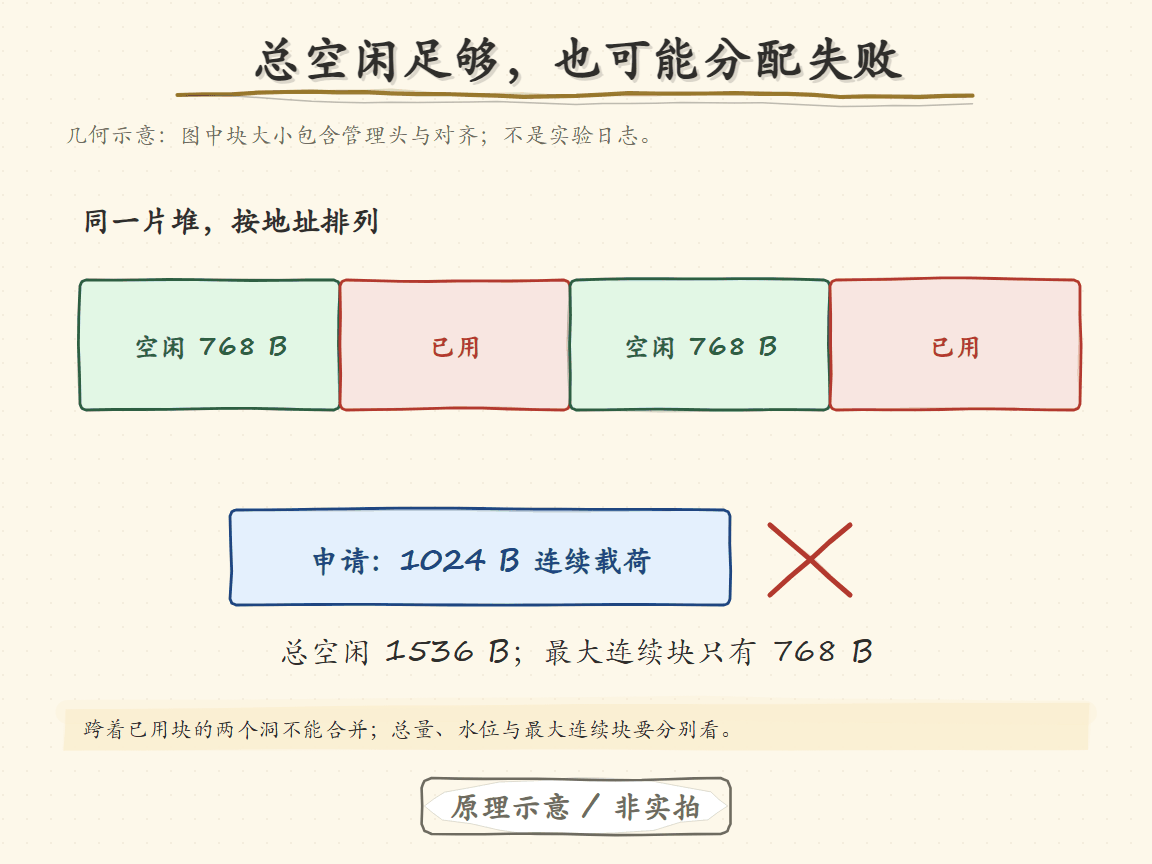 总空闲足够，也可能分配失败
几何示意：图中块大小包含管理头与对齐；不是实验日志。
同一片堆，按地址排列
空闲 768 B
已用
空闲 768 B
已用
申请：1024 B 连续载荷
总空闲 1536 B；最大连续块只有 768 B
跨着已用块的两个洞不能合并；总量、水位与最大连续块要分别看。
原理示意 / 非实拍